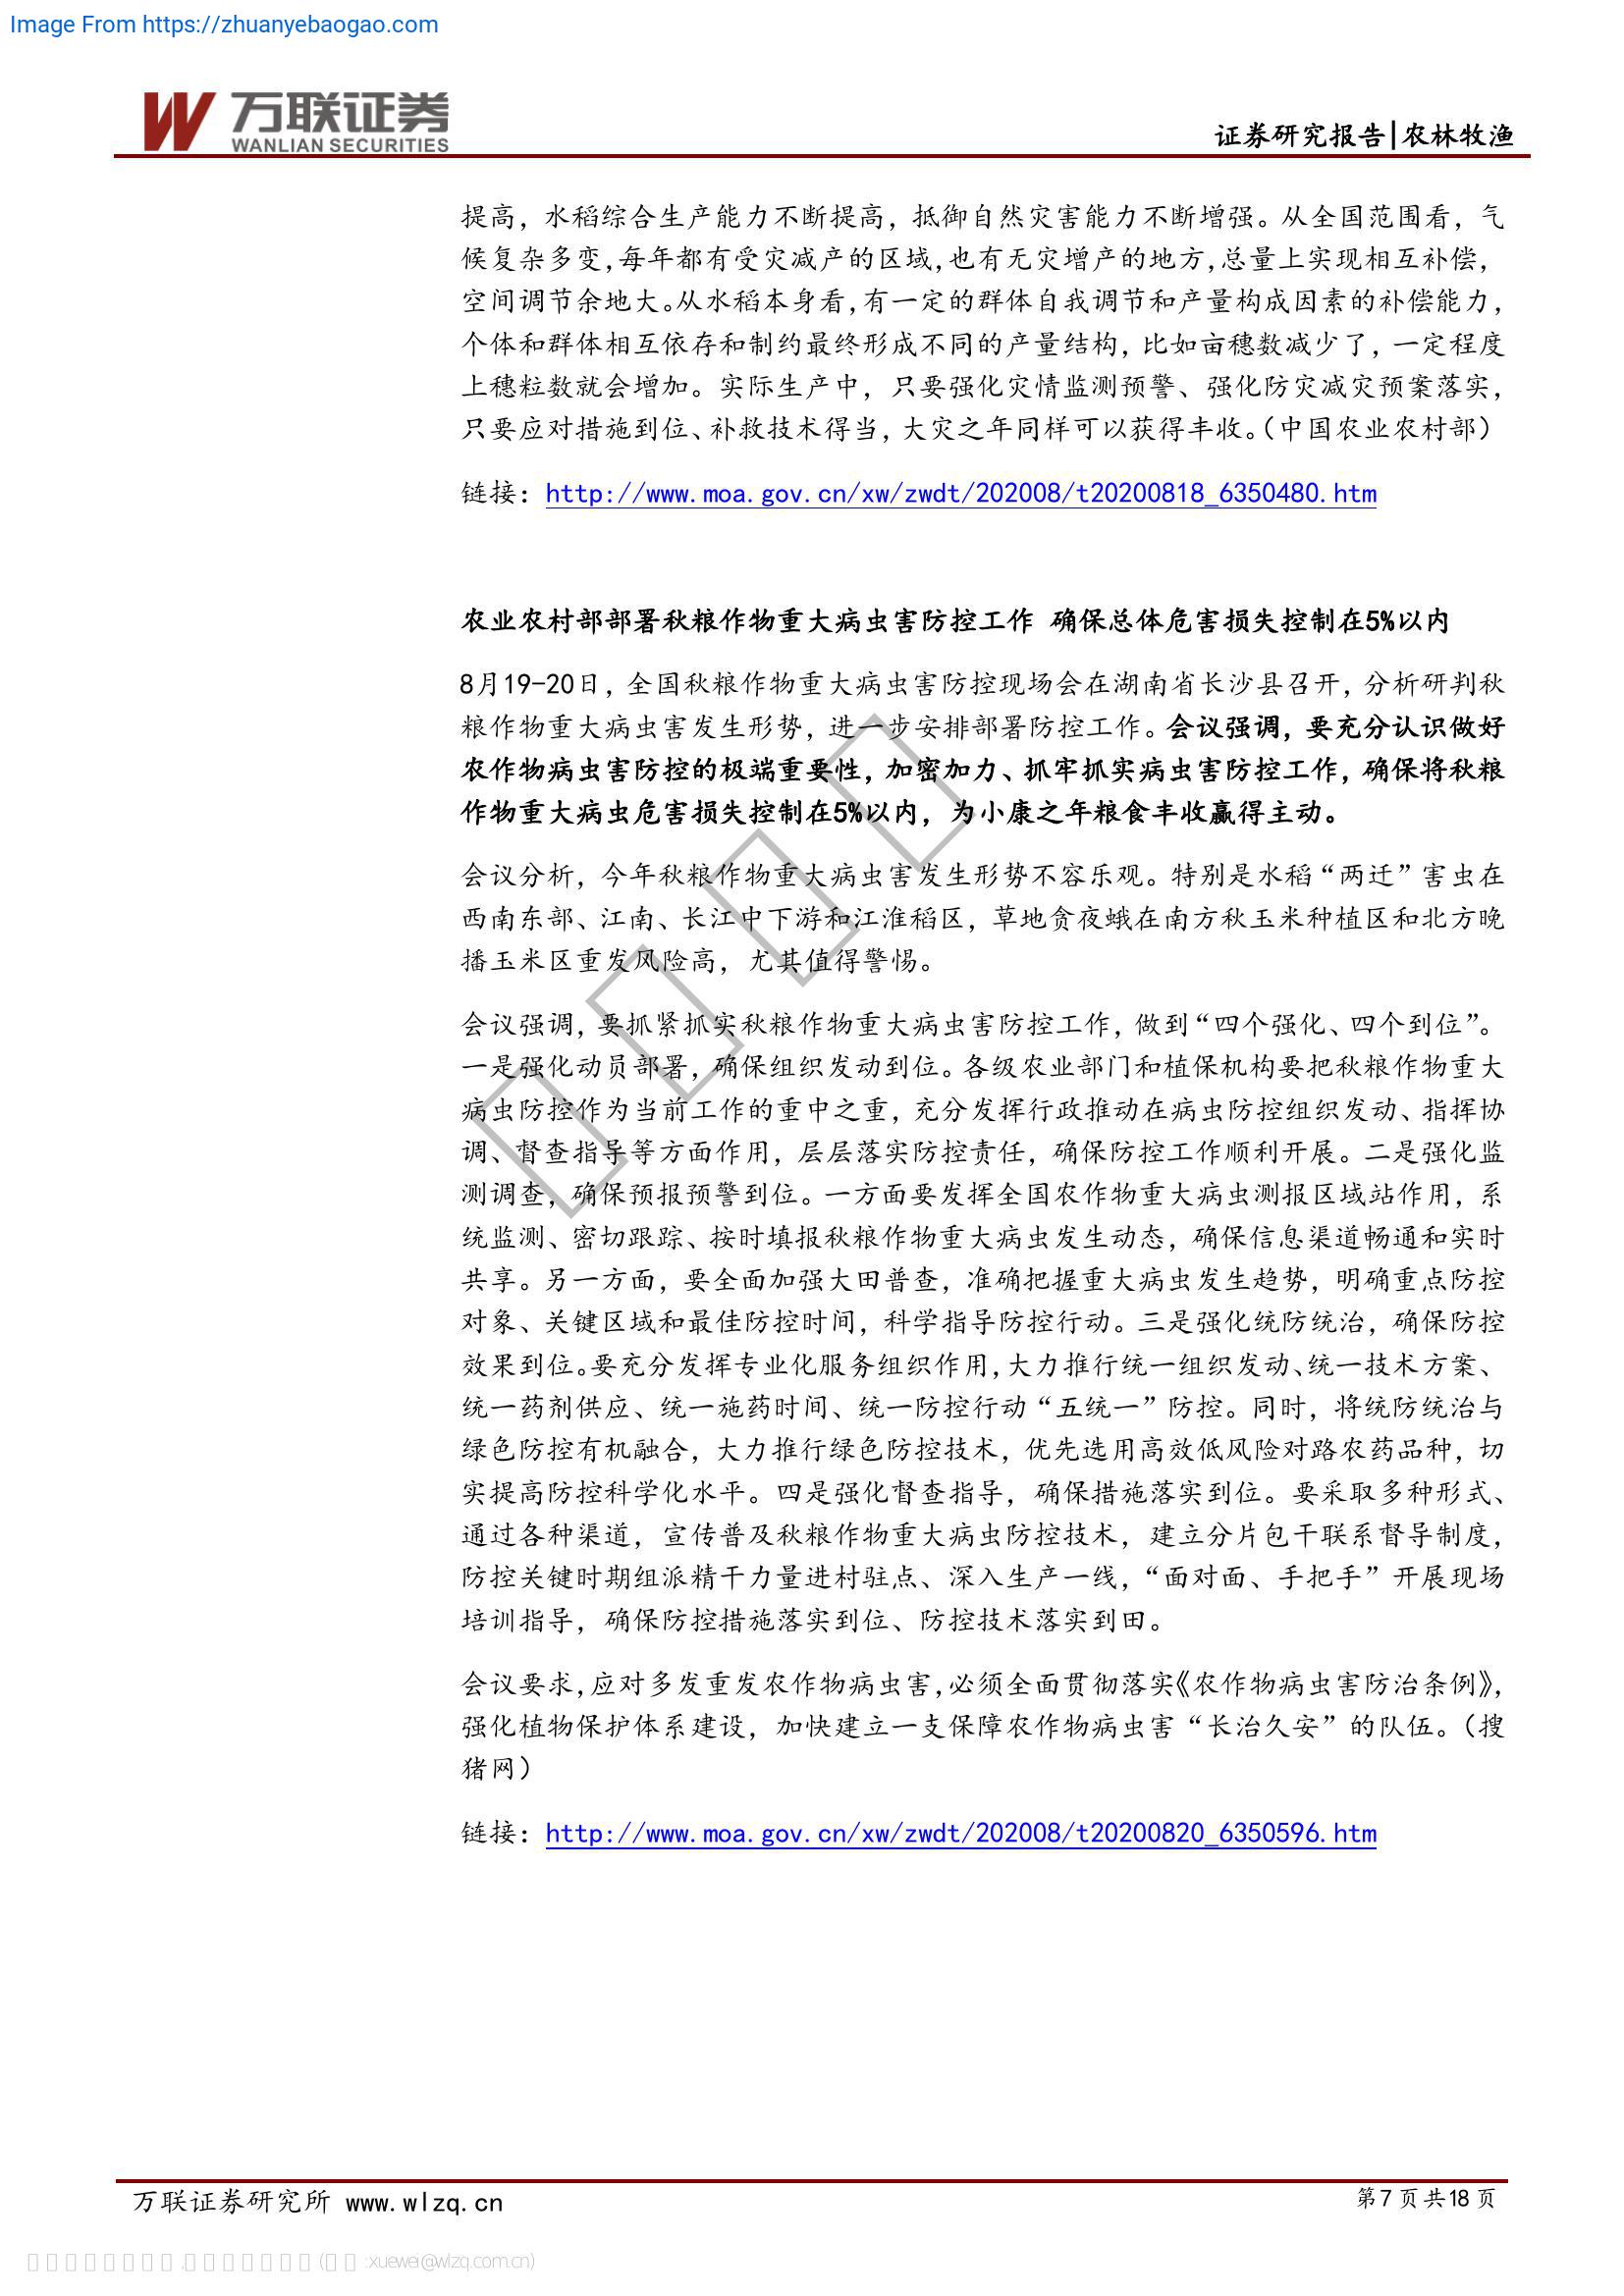 Image From https://zhuanyebaogao.com
万联证券
WANLIAN SECURITIES
证券研究报告|农林牧渔
提高，水稻综合生产能力不断提高，抵御自然灾害能力不断增强。从全国范围看，气
候复杂多变，每年都有受灾减产的区域，也有无灾增产的地方，总量上实现相互补偿，
空间调节余地大。从水稻本身看，有一定的群体自我调节和产量构成因素的补偿能力，
个体和群体相互依存和制约最终形成不同的产量结构，比如亩穗数减少了，一定程度
上穗粒数就会增加。实际生产中，只要强化灾情监测预警、强化防灾减灾预案落实，
只要应对措施到位、补救技术得当，大灾之年同样可以获得丰收。（中国农业农村部）
链接：http://www.moa.gov.cn/xw/zwdt/202008/t20200818_6350480.htm
农业农村部部署秋粮作物重大病虫害防控工作 确保总体危害损失控制在5%以内
8月19-20日，全国秋粮作物重大病虫害防控现场会在湖南省长沙县召开，分析研判秋
粮作物重大病虫害发生形势，进一步安排部署防控工作。会议强调，要充分认识做好
农作物病虫害防控的极端重要性，加密加力、抓牢抓实病虫害防控工作，确保将秋粮
作物重大病虫危害损失控制在5%以内，为小康之年粮食丰收赢得主动。
会议分析，今年秋粮作物重大病虫害发生形势不容乐观。特别是水稻“两迁”害虫在
西南东部、江南、长江中下游和江淮稻区，草地贪夜蛾在南方秋玉米种植区和北方晚
播玉米区重发风险高，尤其值得警惕。
会议强调，要抓紧抓实秋粮作物重大病虫害防控工作，做到“四个强化、四个到位”。
一是强化动员部署，确保组织发动到位。各级农业部门和植保机构要把秋粮作物重大
病虫防控作为当前工作的重中之重，充分发挥行政推动在病虫防控组织发动、指挥协
调、督查指导等方面作用，层层落实防控责任，确保防控工作顺利开展。二是强化监
测调查，确保预报预警到位。一方面要发挥全国农作物重大病虫测报区域站作用，系
统监测、密切跟踪、按时填报秋粮作物重大病虫发生动态，确保信息渠道畅通和实时
共享。另一方面，要全面加强大田普查，准确把握重大病虫发生趋势，明确重点防控
对象、关键区域和最佳防控时间，科学指导防控行动。三是强化统防统治，确保防控
效果到位。要充分发挥专业化服务组织作用，大力推行统一组织发动、统一技术方案、
统一药剂供应、统一施药时间、统一防控行动“五统一”防控。同时，将统防统治与
绿色防控有机融合，大力推行绿色防控技术，优先选用高效低风险对路农药品种，切
实提高防控科学化水平。四是强化督查指导，确保措施落实到位。要采取多种形式、
通过各种渠道，宣传普及秋粮作物重大病虫防控技术，建立分片包干联系督导制度，
防控关键时期组派精干力量进村驻点、深入生产一线，“面对面、手把手”开展现场
培训指导，确保防控措施落实到位、防控技术落实到田。
会议要求，应对多发重发农作物病虫害，必须全面贯彻落实《农作物病虫害防治条例》，
强化植物保护体系建设，加快建立一支保障农作物病虫害“长治久安”的队伍。（搜
猪网）
链接：http://www.moa.gov.cn/xw/zwdt/202008/t20200820_6350596.htm
万联证券研究所 www.wlzq.cn
第7页共18页
:xuewei@wlzq.com.cn)